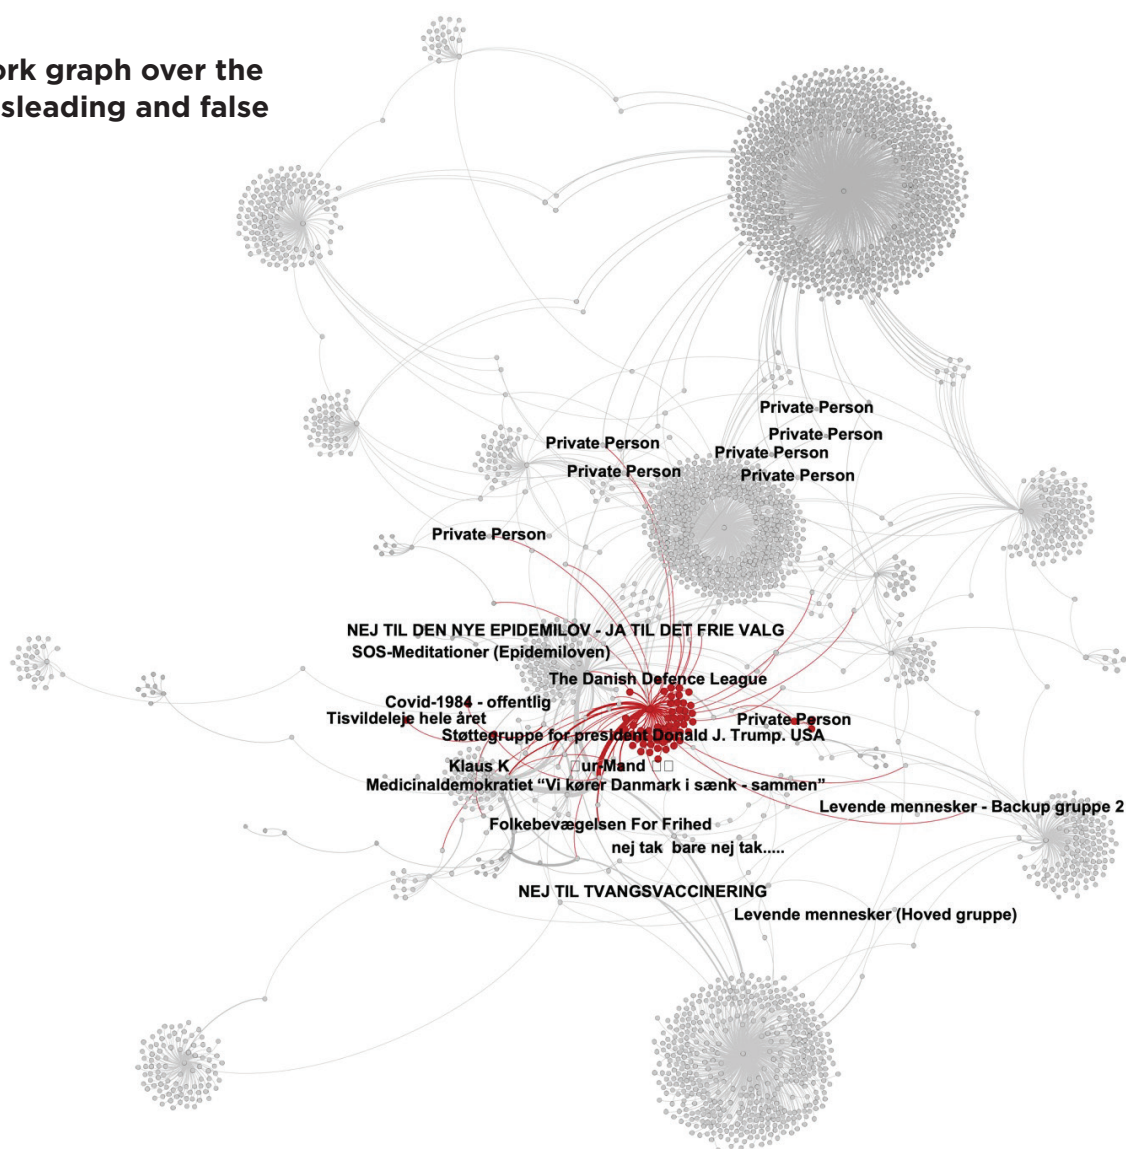 ork graph over the
sleading and false
Private Person
Private Person
Private Person
Private Person
Private Person
Private Person
Private Person
NEJ TIL DEN NYE EPIDEMILOV - JA TIL DET FRIE VALG
SOS-Meditationer (Epidemiloven)
The Danish Defence League
Covid-1984 - offentlig
Tisvildeleje hele året
Private Person
Støttegruppe for president Donald J. Trump. USA
Klaus K
ur-Mand
Medicinaldemokratiet “Vi kører Danmark i sænk - sammen”
Levende mennesker - Backup gruppe 2
Folkebevægelsen For Frihed
nej tak bare nej tak.....
NEJ TIL TVANGSVACCINERING
Levende mennesker (Hoved gruppe)